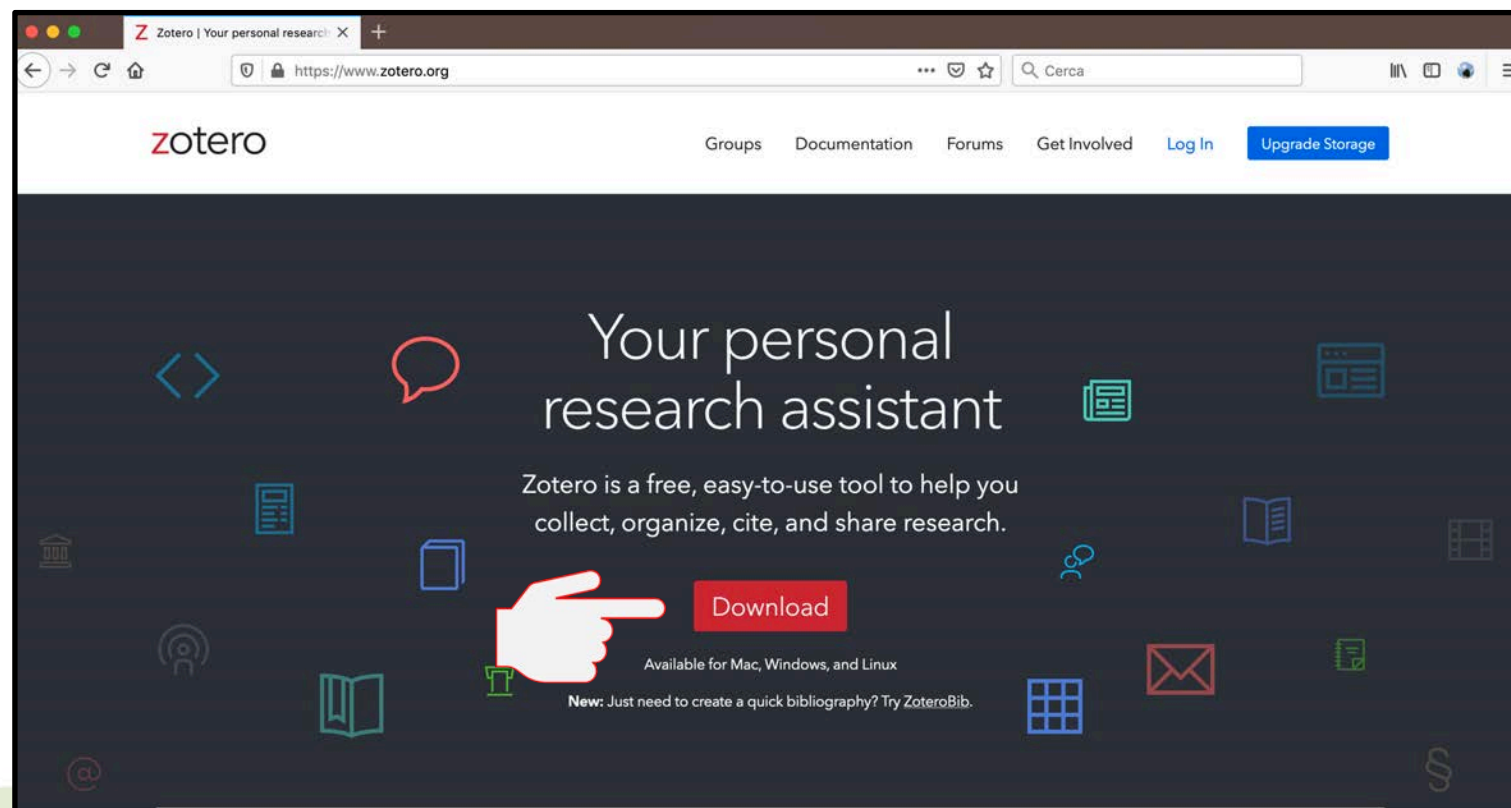 Z Zotero | Your personal research
https://www.zotero.org
Cerca
zotero
Groups Documentation Forums Get Involved Log In Upgrade Storage
Your personal
research assistant
Zotero is a free, easy-to-use tool to help you
collect, organize, cite, and share research.
Download
Available for Mac, Windows, and Linux
New: Just need to create a quick bibliography? Try ZoteroBib.
@
§